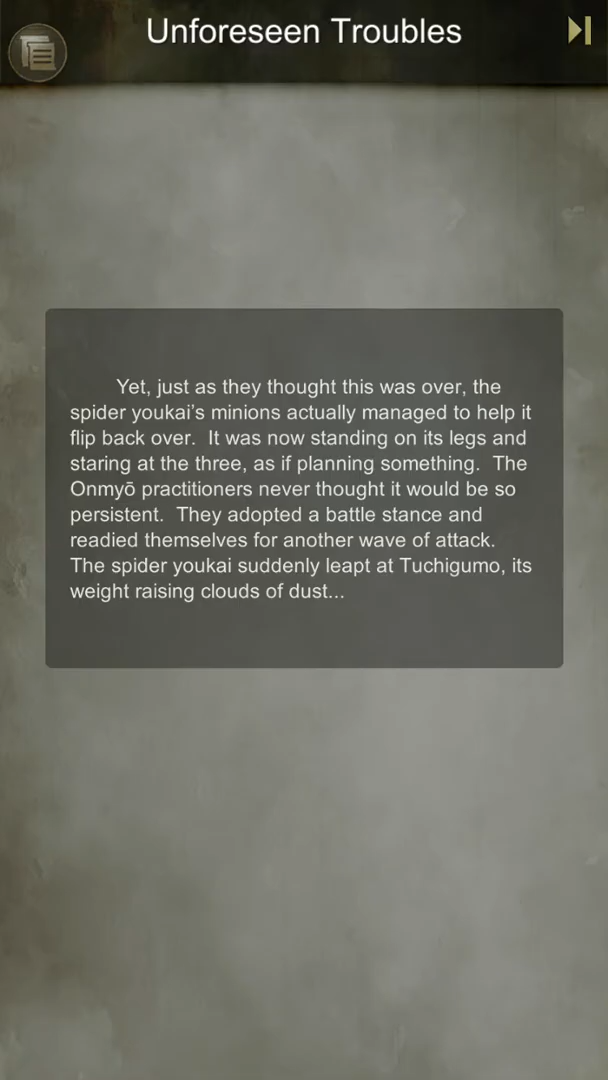 Unforeseen Troubles
Yet, just as they thought this was over, the
spider youkai's minions actually managed to help it
flip back over.  It was now standing on its legs and
staring at the three, as if planning something.  The
Onmyō practitioners never thought it would be so
persistent.  They adopted a battle stance and
readied themselves for another wave of attack.
The spider youkai suddenly leapt at Tuchigumo, its
weight raising clouds of dust...